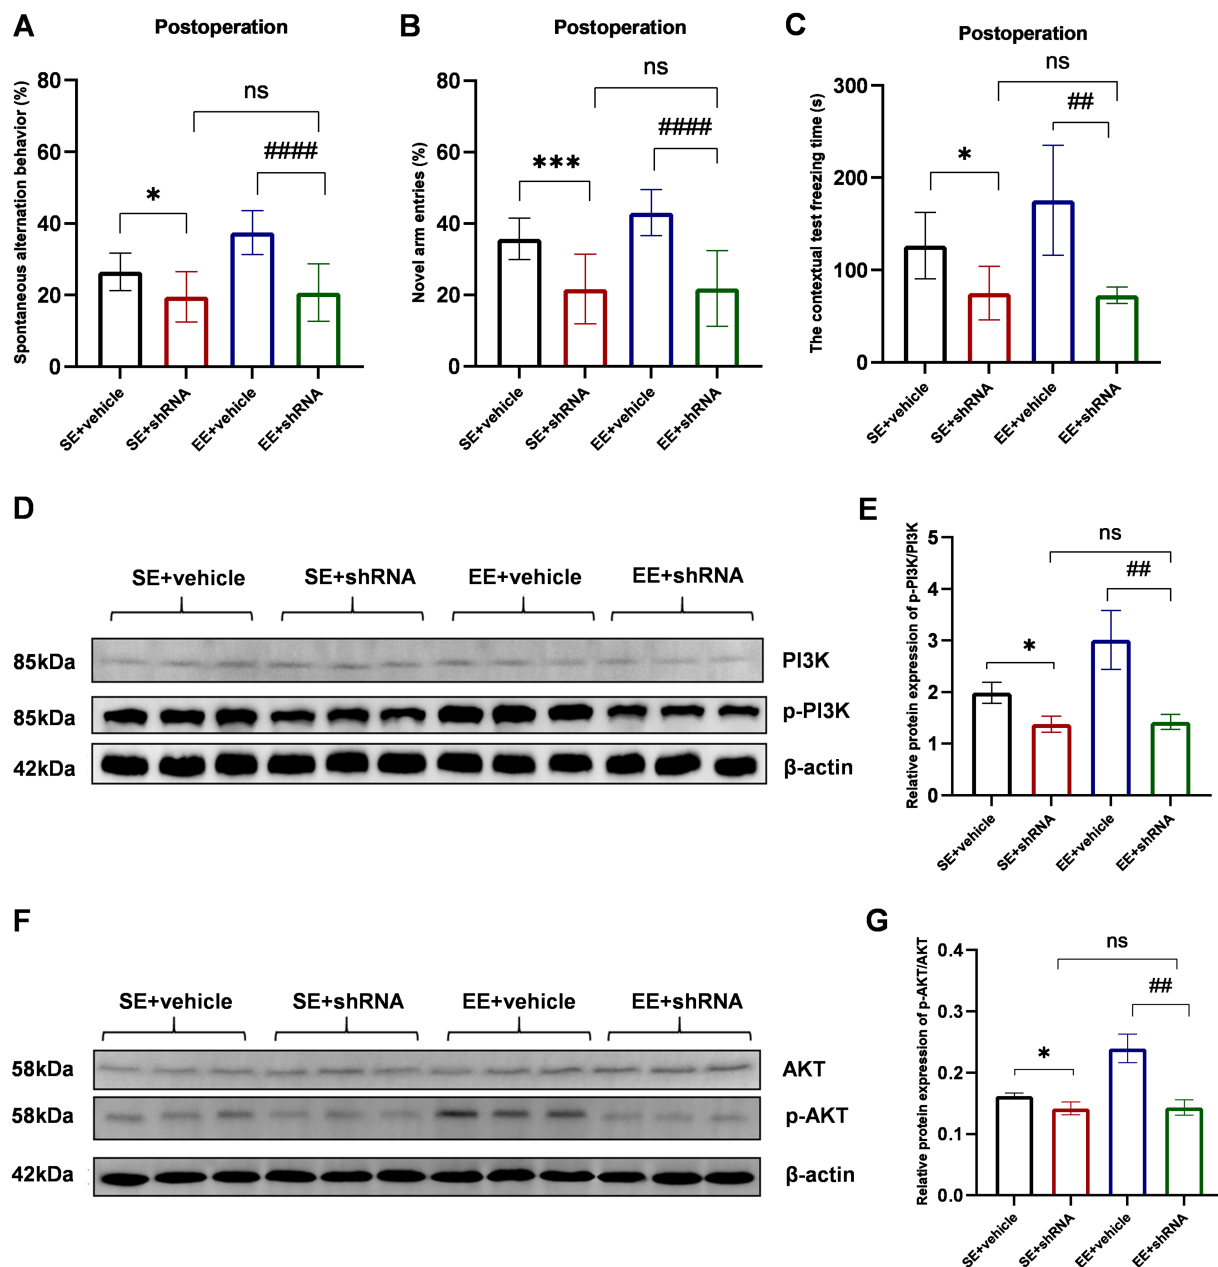 A
Postoperation
Spontaneous alternation behavior (%)
80
60
40
20
0
*
####
ns
SE+vehicle
SE+shRNA
EE+vehicle
EE+shRNA
B
Postoperation
Novel arm entries (%)
80
60
40
20
0
***
####
ns
SE+vehicle
SE+shRNA
EE+vehicle
EE+shRNA
C
Postoperation
The contextual test freezing time (s)
300
200
100
0
*
##
ns
SE+vehicle
SE+shRNA
EE+vehicle
EE+shRNA
D
SE+vehicle
SE+shRNA
EE+vehicle
EE+shRNA
85kDa
PI3K
85kDa
p-PI3K
42kDa
β-actin
E
Relative protein expression of p-PI3K/PI3K
5
4
3
2
1
0
*
##
ns
SE+vehicle
SE+shRNA
EE+vehicle
EE+shRNA
F
SE+vehicle
SE+shRNA
EE+vehicle
EE+shRNA
58kDa
AKT
58kDa
p-AKT
42kDa
β-actin
G
Relative protein expression of p-AKT/AKT
0.4
0.3
0.2
0.1
0.0
*
##
ns
SE+vehicle
SE+shRNA
EE+vehicle
EE+shRNA